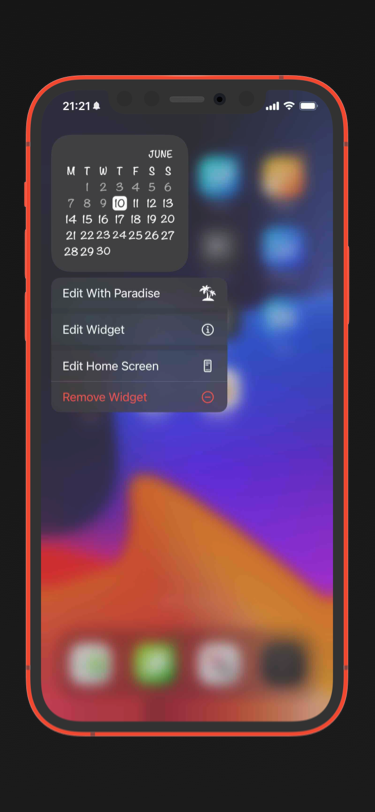 21:21
JUNE
M T W T F S S
1 2 3 4 5 6
7 8 9 10 11 12 13
14 15 16 17 18 19 20
21 22 23 24 25 26 27
28 29 30
Edit With Paradise
Edit Widget
Edit Home Screen
Remove Widget